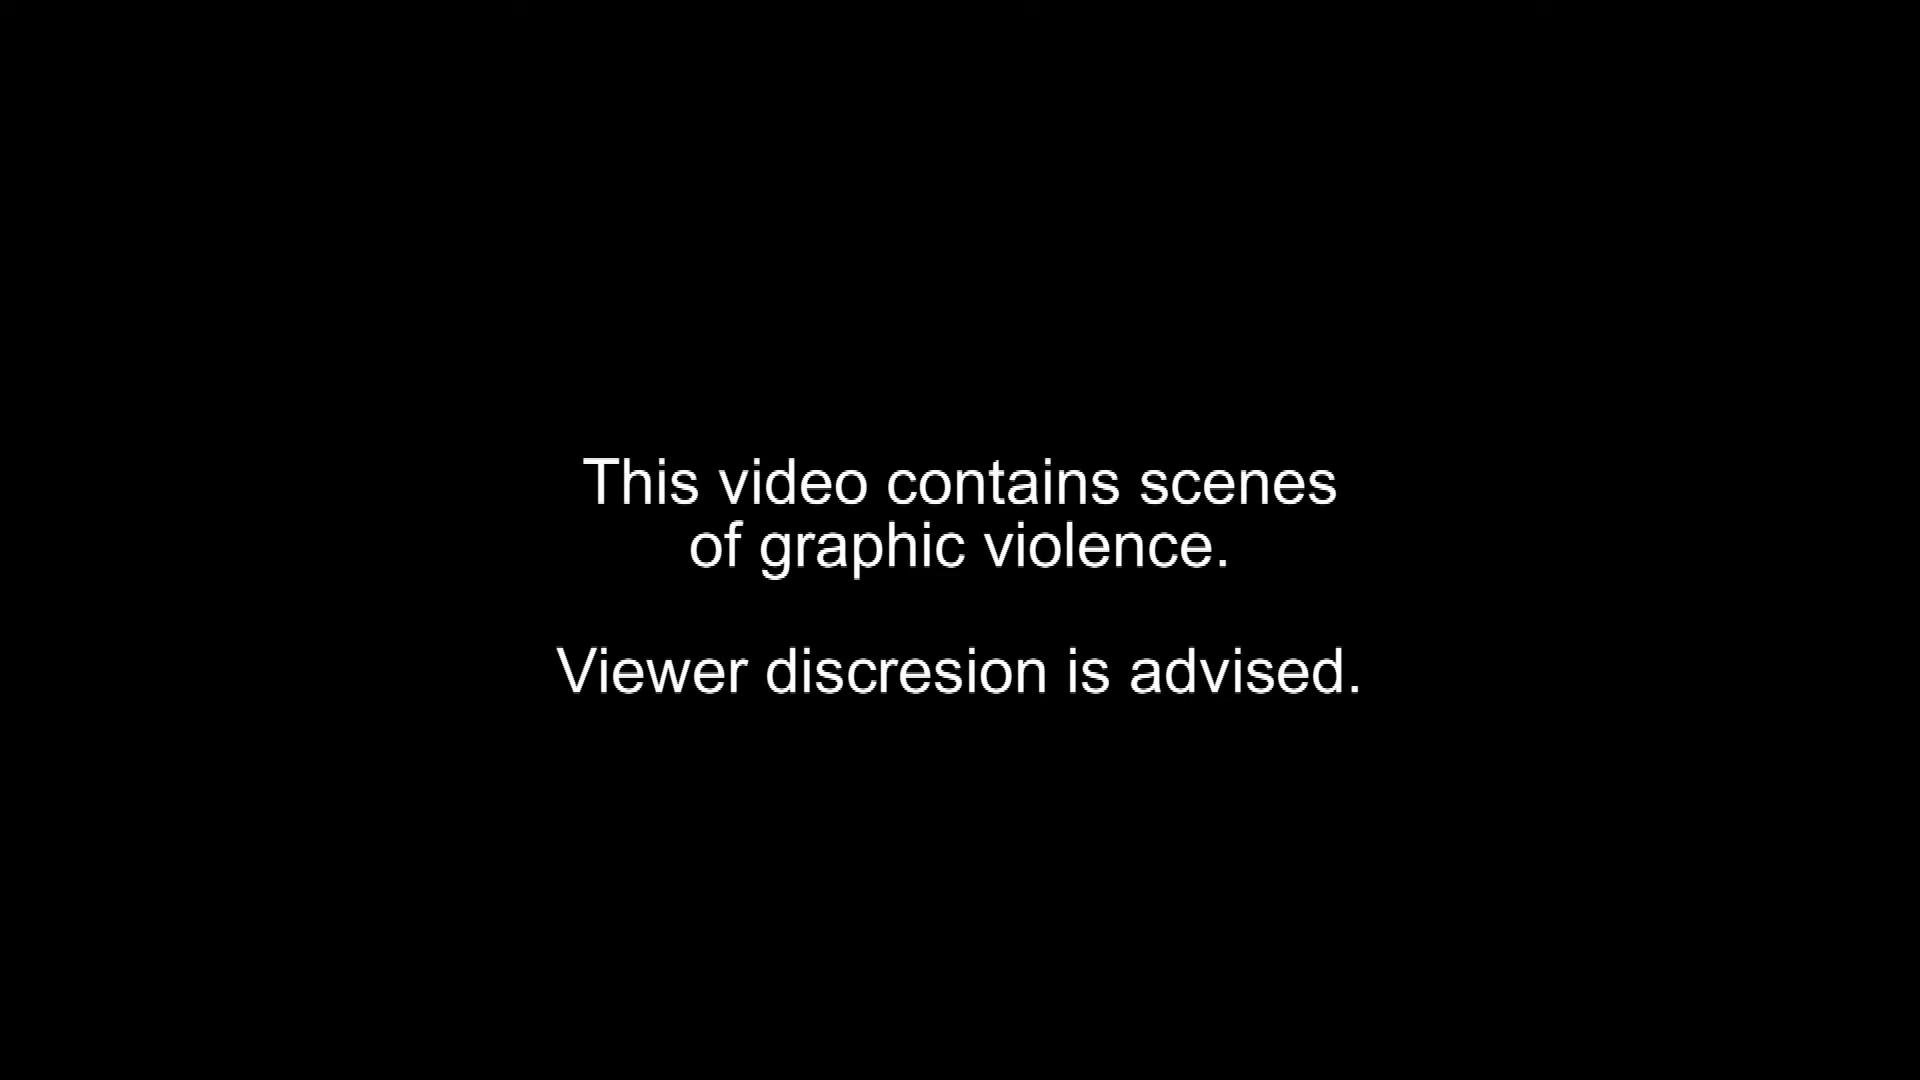 This video contains scenes
of graphic violence.
Viewer discresion is advised.